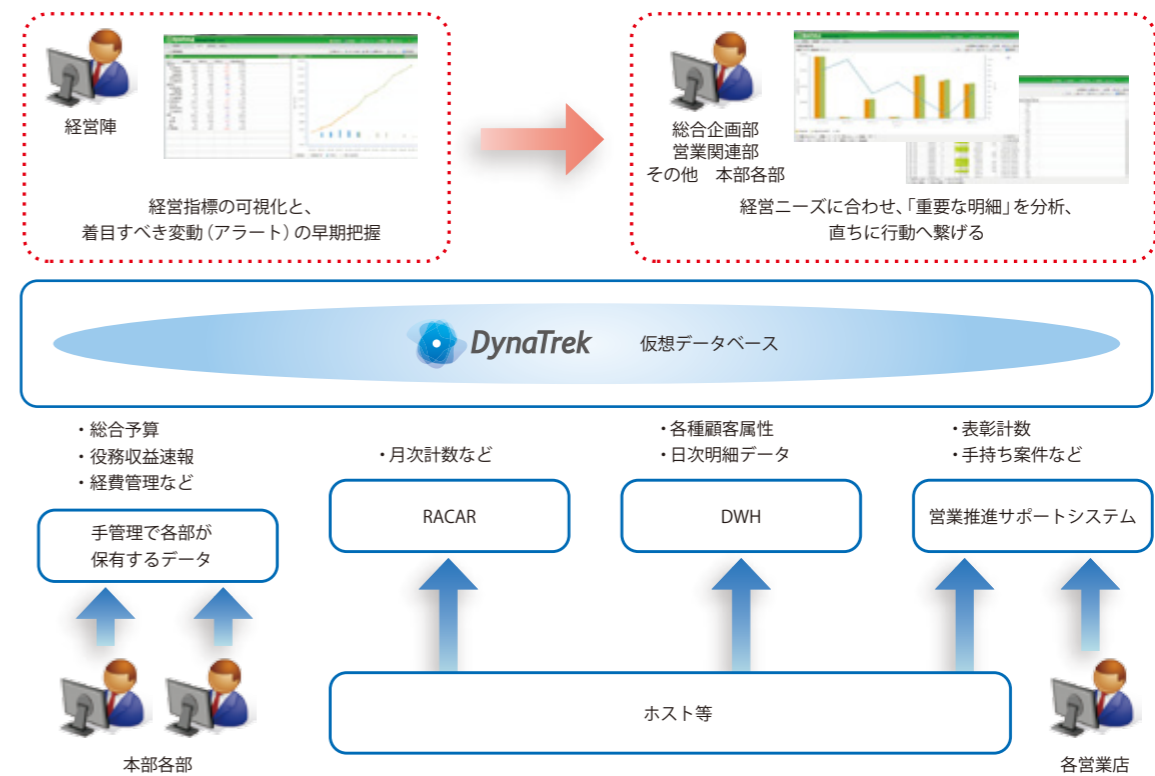 経営陣
経営指標の可視化と、
着目すべき変動（アラート）の早期把握
総合企画部
営業関連部
その他　本部各部
経営ニーズに合わせ、「重要な明細」を分析、
直ちに行動へ繋げる
DynaTrek 仮想データベース
・総合予算
・役務収益速報
・経費管理など
・月次計数など
・各種顧客属性
・日次明細データ
・表彰計数
・手持ち案件など
手管理で各部が
保有するデータ
RACAR
DWH
営業推進サポートシステム
ホスト等
本部各部
各営業店